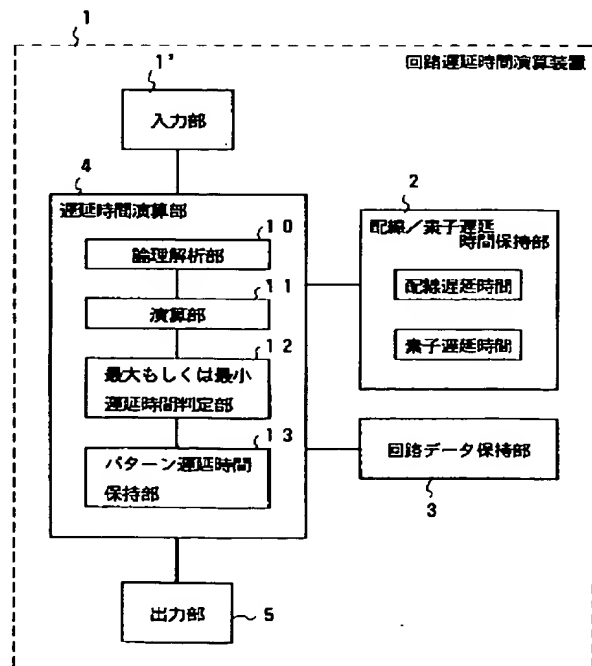 1
回路遅延時間演算装置
1'
入力部
4
遅延時間演算部
10
論理解析部
11
演算部
12
最大もしくは最小
遅延時間判定部
13
パターン遅延時間
保持部
2
配線/素子遅延
時間保持部
配線遅延時間
素子遅延時間
回路データ保持部
3
出力部
5